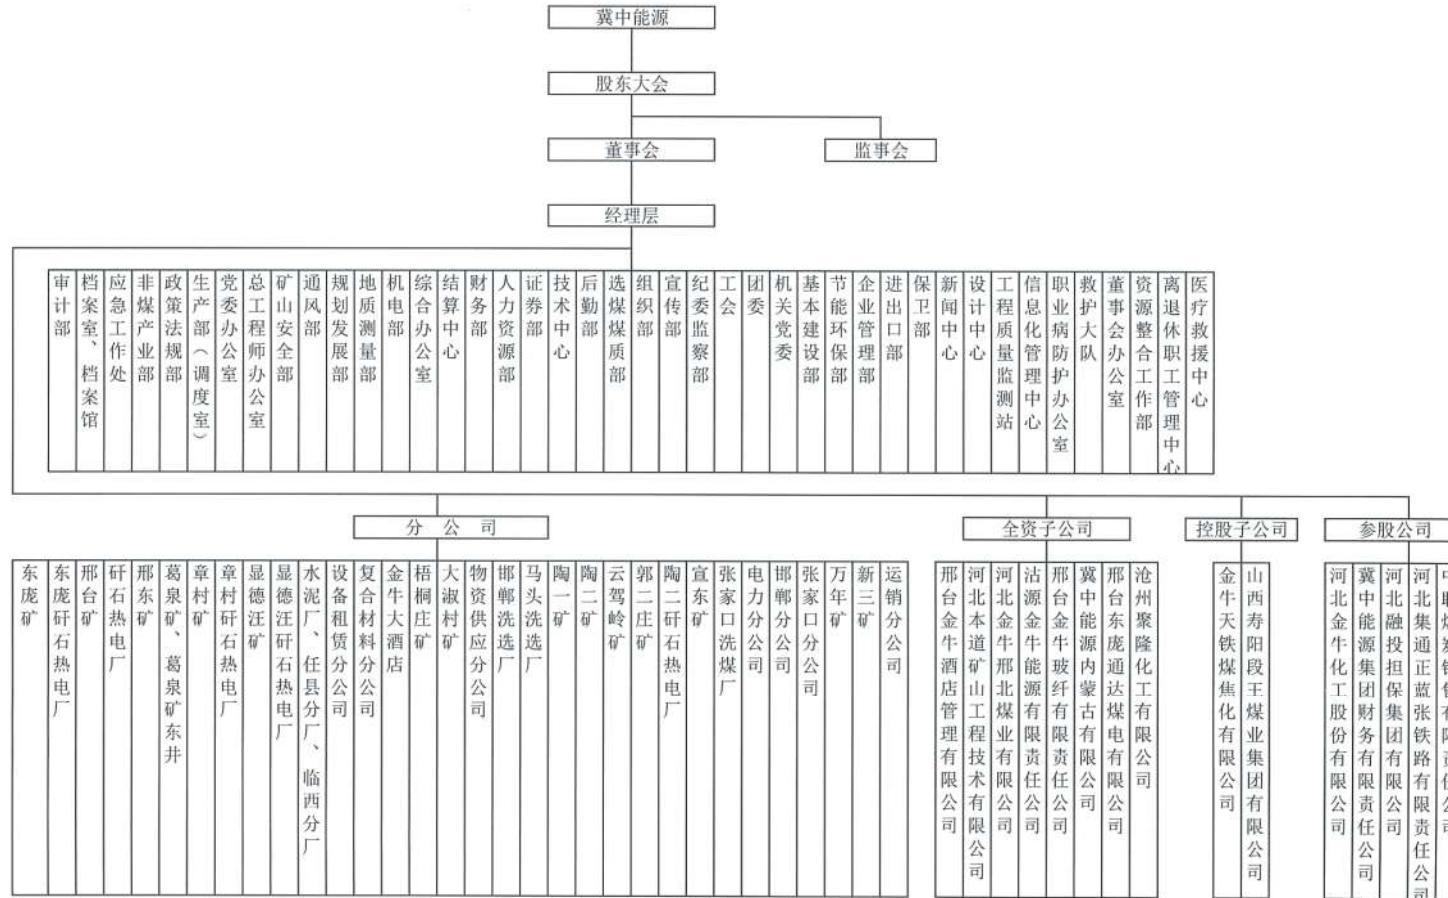 冀中能源
股东大会
董事会
监事会
经理层
审计部
档案室、档案馆
应急工作处
非煤产业部
政策法规部
生产部（调度室）
党委办公室
总工程师办公室
矿山安全部
通风部
规划发展部
地质测量部
机电部
综合办公室
结算中心
财务部
人力资源部
证券部
技术中心
后勤部
选煤煤质部
组织部
宣传部
纪委监察部
工会
团委
机关党委
基本建设部
节能环保部
企业管理部
进出口部
保卫部
新闻中心
设计中心
工程质量监测站
信息化管理中心
职业病防护办公室
救护大队
董事会办公室
资源整合工作部
离退休职工管理中心
医疗救援中心
分公司
全资子公司
控股子公司
参股公司
东庞矿
东庞矸石热电厂
邢台矿
矸石热电厂
邢东矿
葛泉矿、葛泉矿东井
章村矿
章村矸石热电厂
显德汪矿
显德汪矸石热电厂
水泥厂、任县分厂、临西分厂
设备租赁分公司
复合材料分公司
金牛大酒店
梧桐庄矿
大淑村矿
物资供应分公司
邯郸洗选厂
马头洗选厂
陶一矿
陶二矿
云驾岭矿
郭二庄矿
陶二矸石热电厂
宣东矿
张家口洗煤厂
电力分公司
邯郸分公司
张家口分公司
万年矿
新三矿
运销分公司
邢台金牛酒店管理有限公司
河北本道矿山工程技术有限公司
河北金牛邢北煤业有限公司
沽源金牛能源有限责任公司
邢台金牛玻纤有限责任公司
冀中能源内蒙古有限公司
邢台东庞通达煤电有限公司
沧州聚隆化工有限公司
金牛天铁煤焦化有限公司
山西寿阳段王煤业集团有限公司
河北金牛化工股份有限公司
冀中能源集团财务有限责任公司
河北融投担保集团有限公司
河北集通正蓝张铁路有限责任公司